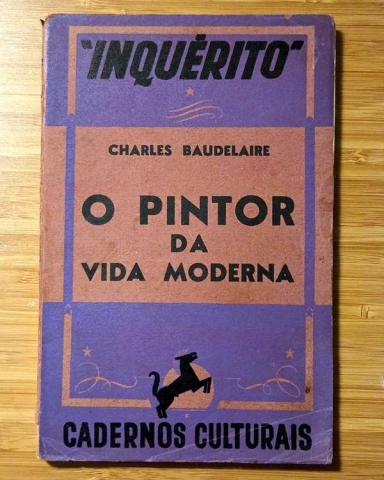 "INQUÉRITO"
CHARLES BAUDELAIRE
O PINTOR
DA
VIDA MODERNA
CADERNOS CULTURAIS